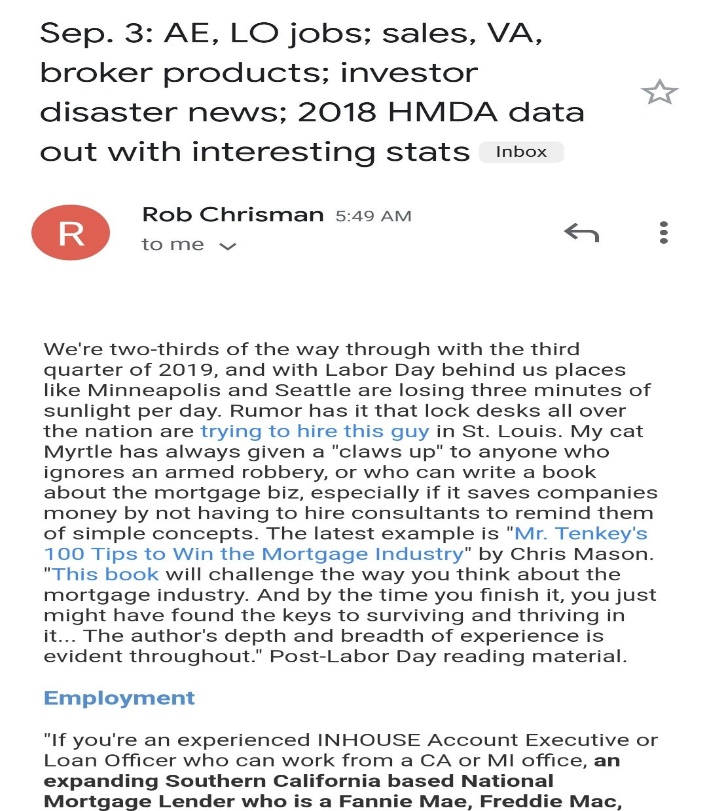 Sep. 3: AE, LO jobs; sales, VA,
broker products; investor
disaster news; 2018 HMDA data
out with interesting stats Inbox
R
Rob Chrisman 5:49 AM
to me
We're two-thirds of the way through with the third
quarter of 2019, and with Labor Day behind us places
like Minneapolis and Seattle are losing three minutes of
sunlight per day. Rumor has it that lock desks all over
the nation are trying to hire this guy in St. Louis. My cat
Myrtle has always given a "claws up" to anyone who
ignores an armed robbery, or who can write a book
about the mortgage biz, especially if it saves companies
money by not having to hire consultants to remind them
of simple concepts. The latest example is "Mr. Tenkey's
100 Tips to Win the Mortgage Industry" by Chris Mason.
"This book will challenge the way you think about the
mortgage industry. And by the time you finish it, you just
might have found the keys to surviving and thriving in
it... The author's depth and breadth of experience is
evident throughout." Post-Labor Day reading material.
Employment
"If you're an experienced INHOUSE Account Executive or
Loan Officer who can work from a CA or MI office, an
expanding Southern California based National
Mortgage Lender who is a Fannie Mae, Freddie Mac,